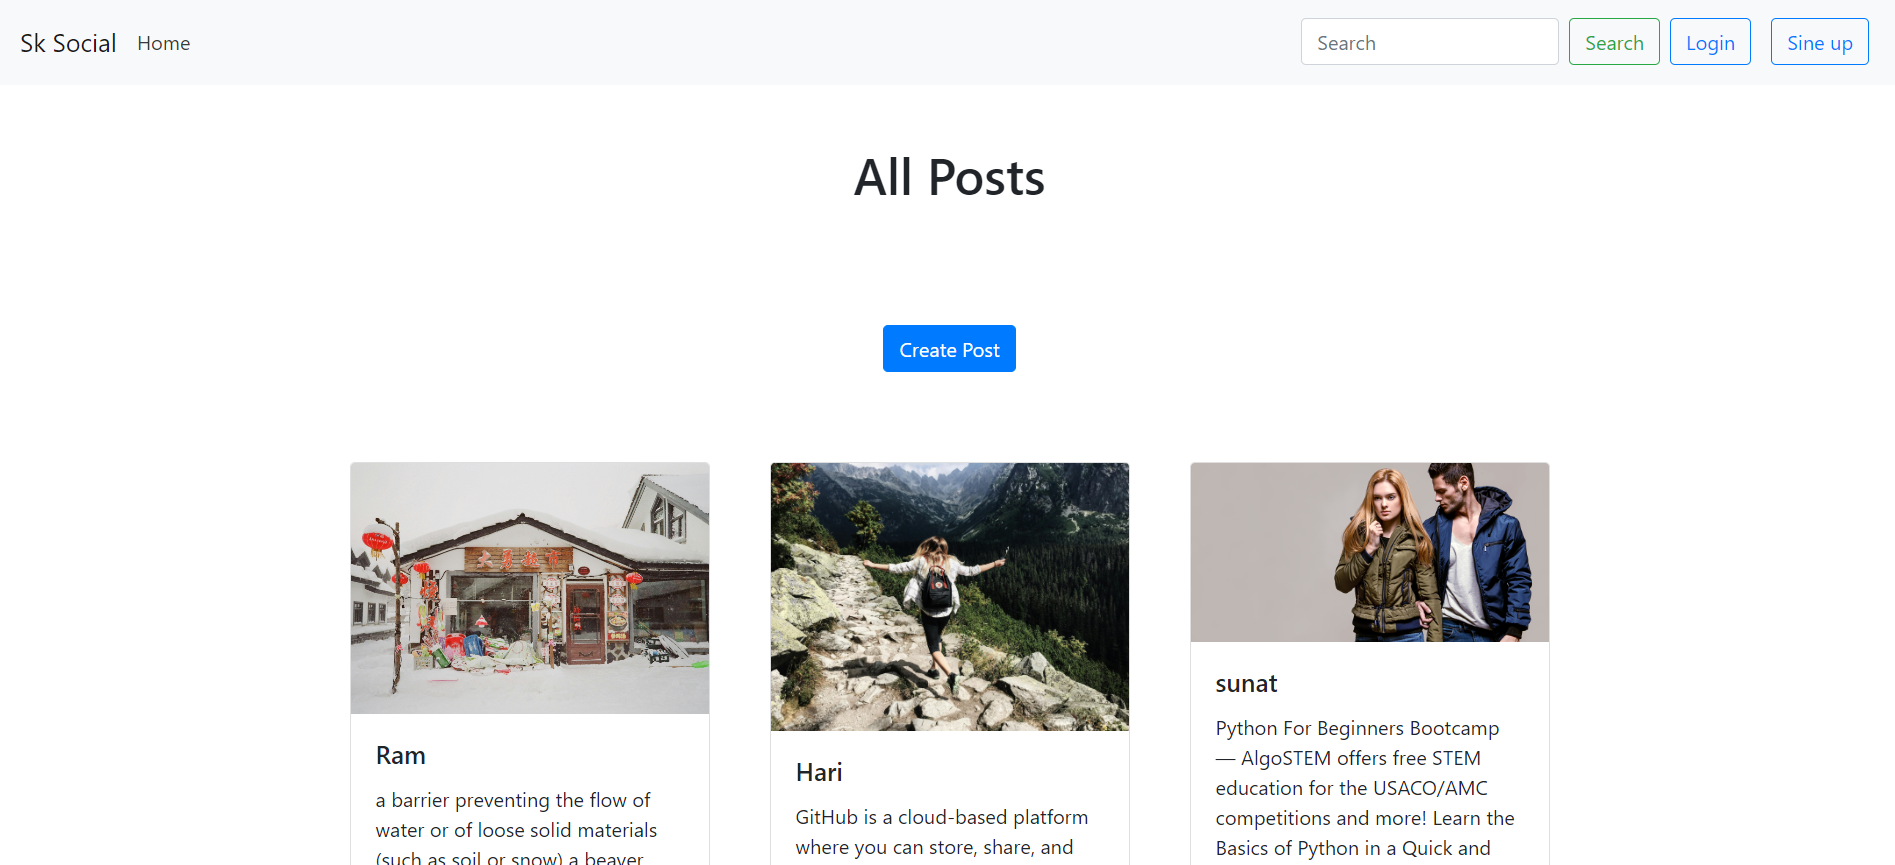 Sk Social Home Search Search Login Sine up
All Posts
Create Post
Ram
a barrier preventing the flow of
water or of loose solid materials
(such as soil or snow) a beaver
Hari
GitHub is a cloud-based platform
where you can store, share, and
sunat
Python For Beginners Bootcamp
— AlgoSTEM offers free STEM
education for the USACO/AMC
competitions and more! Learn the
Basics of Python in a Quick and